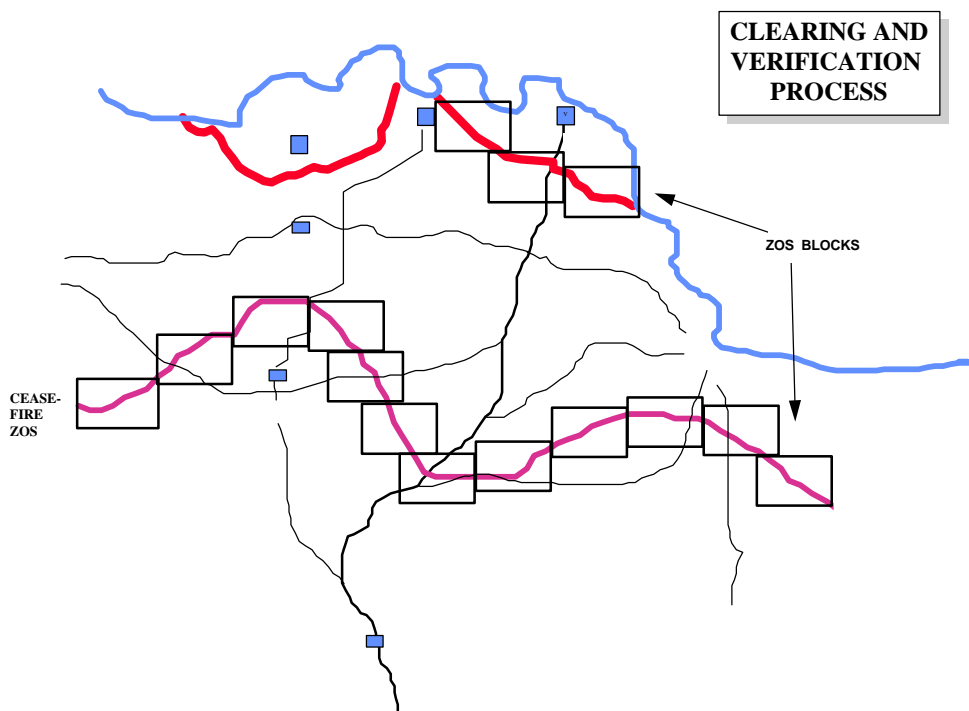 CLEARING AND
VERIFICATION
PROCESS
V
ZOS BLOCKS
CEASE-
FIRE
ZOS